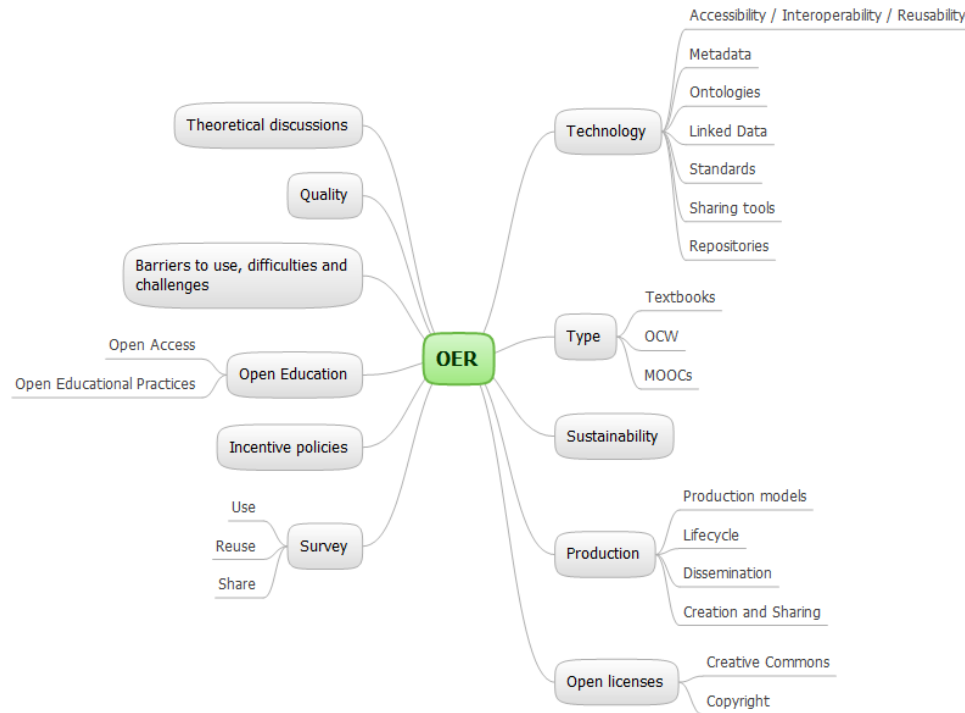 OER
Theoretical discussions
Quality
Barriers to use, difficulties and
challenges
Open Education
Open Access
Open Educational Practices
Incentive policies
Survey
Use
Reuse
Share
Technology
Accessibility / Interoperability / Reusability
Metadata
Ontologies
Linked Data
Standards
Sharing tools
Repositories
Type
Textbooks
OCW
MOOCs
Sustainability
Production
Production models
Lifecycle
Dissemination
Creation and Sharing
Open licenses
Creative Commons
Copyright